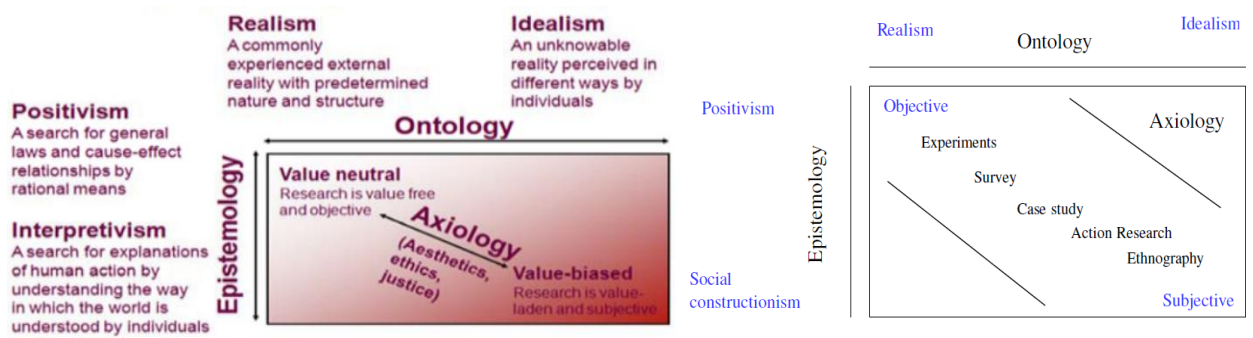 Realism
A commonly
experienced external
reality with predetermined
nature and structure
Idealism
An unknowable
reality perceived in
different ways by
individuals
Positivism
A search for general
laws and cause-effect
relationships by
rational means
Interpretivism
A search for explanations
of human action by
understanding the way
in which the world is
understood by individuals
Ontology
Epistemology
Value neutral
Research is value free
and objective
Axiology
(Aesthetics,
ethics,
justice)
Value-biased
Research is value-
laden and subjective
Realism
Idealism
Ontology
Positivism
Epistemology
Social
constructionism
Objective
Axiology
Experiments
Survey
Case study
Action Research
Ethnography
Subjective